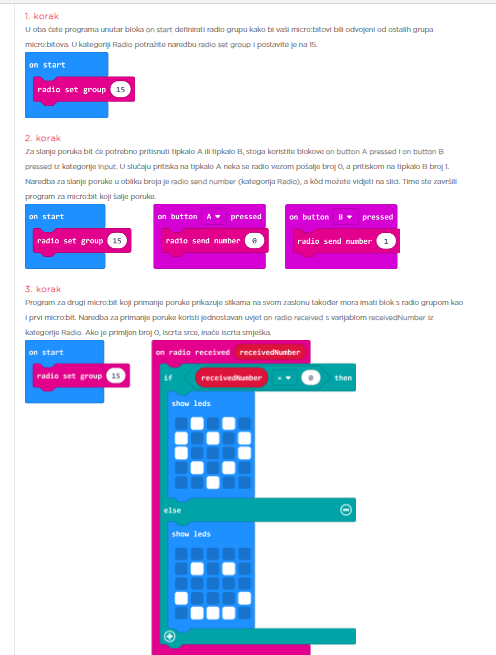 1. korak
U oba ćete programa unutar bloka on start definirati radio grupu kako bi vaši micro:bitovi bili odvojeni od ostalih grupa
micro:bitova. U kategoriji Radio potražite naredbu radio set group i postavite je na 15.
on start
radio set group 15
2. korak
Za slanje poruka bit će potrebno pritisnuti tipkalo A ili tipkalo B, stoga koristite blokove on button A pressed i on button B
pressed iz kategorije Input. U slučaju pritiska na tipkalo A neka se radio vezom pošalje broj 0, a pritiskom na tipkalo B broj 1.
Naredba za slanje poruke u obliku broja je radio send number (kategorija Radio), a kôd možete vidjeti na slici. Time ste završili
program za micro:bit koji šalje poruke.
on start
radio set group 15
on button A pressed
radio send number 0
on button B pressed
radio send number 1
3. korak
Program za drugi micro:bit koji primanje poruke prikazuje slikama na svom zaslonu također mora imati blok s radio grupom kao
i prvi micro:bit. Naredba za primanje poruke koristi jednostavan uvjet on radio received s varijablom receivedNumber iz
kategorije Radio. Ako je primljen broj 0, iscrta srce, inače iscrta smješka.
on start
radio set group 15
on radio received receivedNumber
if receivedNumber = 0 then
show leds
else
show leds